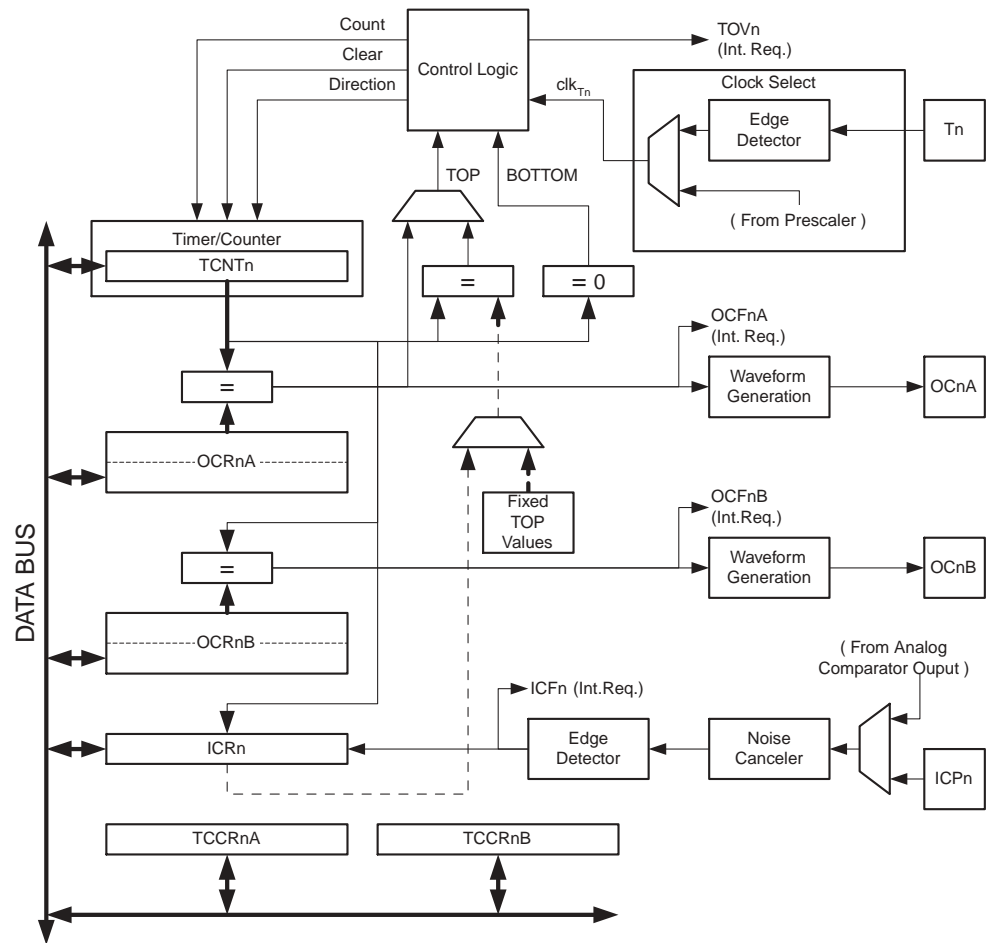 Count
Clear
Direction
Control Logic
TOVn
(Int. Req.)
clkTn
Clock Select
Edge
Detector
Tn
( From Prescaler )
TOP
BOTTOM
Timer/Counter
TCNTn
=
= 0
OCFnA
(Int. Req.)
=
Waveform
Generation
OCnA
OCRnA
Fixed
TOP
Values
OCFnB
(Int.Req.)
=
Waveform
Generation
OCnB
OCRnB
DATA BUS
( From Analog
Comparator Ouput )
ICFn (Int.Req.)
ICRn
Edge
Detector
Noise
Canceler
ICPn
TCCRnA
TCCRnB